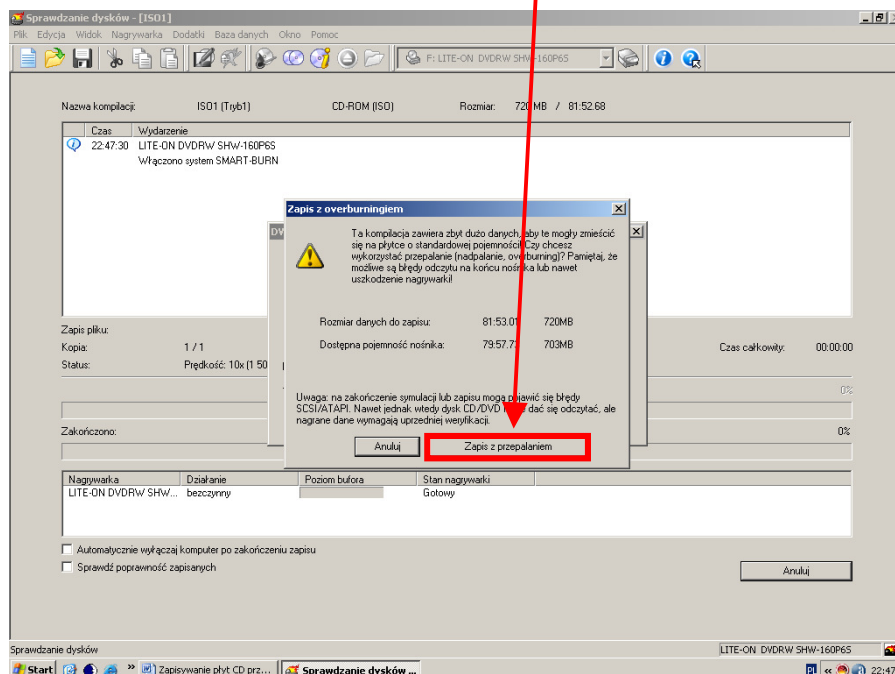 Sprawdzanie dysków - [ISO1]
Plik Edycja Widok Nagrywarka Dodatki Baza danych Okno Pomoc
F: LITE-ON DVDRW SHW-160P6S
Nazwa kompilacji: ISO1 (Tryb1) CD-ROM (ISO) Rozmiar: 720 MB / 81:52.68
Czas Wydarzenie
22:47:30 LITE-ON DVDRW SHW-160P6S
Włączono system SMART-BURN
Zapis z overburningiem
DV
Ta kompilacja zawiera zbyt dużo danych, aby te mogły zmieścić
się na płytce o standardowej pojemności! Czy chcesz
wykorzystać przepalanie (nadpalanie, overburning)? Pamiętaj, że
możliwe są błędy odczytu na końcu nośnika lub nawet
uszkodzenie nagrywarki!
Rozmiar danych do zapisu: 81:53.01 720MB
Dostępna pojemność nośnika: 79:57.73 703MB
Uwaga: na zakończenie symulacji lub zapisu mogą pojawić się błędy
SCSI/ATAPI. Nawet jednak wtedy dysk CD/DVD dać się odczytać, ale
nagrane dane wymagają uprzedniej weryfikacji.
Anuluj Zapis z przepalaniem
Zapis pliku:
Kopia: 1 / 1 Czas całkowity: 00:00:00
Status: Prędkość: 10x (1 50
0%
Zakończono: 0%
Nagrywarka Działanie Poziom bufora Stan nagrywarki
LITE-ON DVDRW SHW... bezczynny Gotowy
Automatycznie wyłączaj komputer po zakończeniu zapisu
Sprawdź poprawność zapisanych
Anuluj
Sprawdzanie dysków LITE-ON DVDRW SHW-160P6S
Start » Zapisywanie płyt CD prz... Sprawdzanie dysków ... PL « 22:47